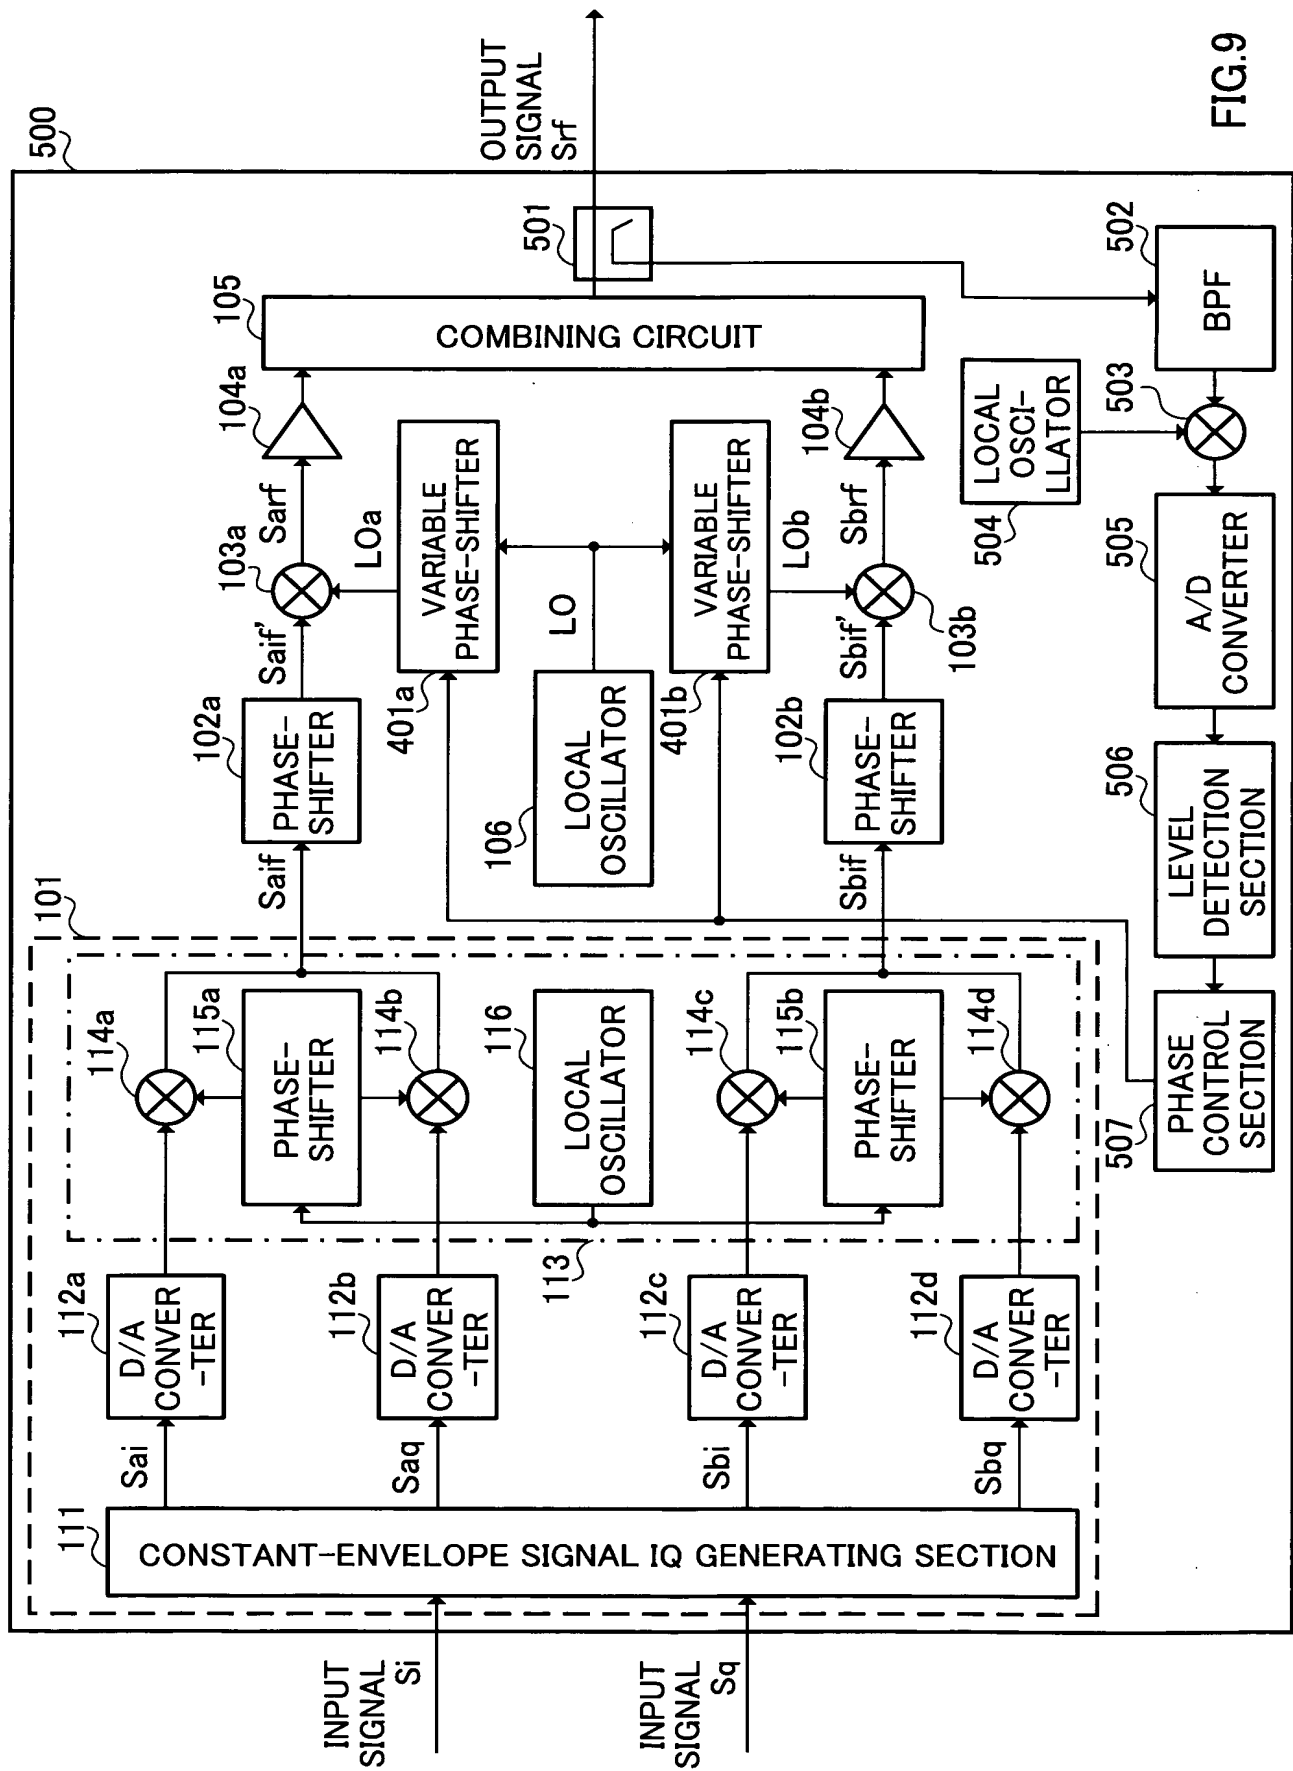 FIG.9
500
INPUT
SIGNAL
Si
INPUT
SIGNAL
Sq
101
111
CONSTANT-ENVELOPE SIGNAL IQ GENERATING SECTION
Sai
Saq
Sbi
Sbq
112a
D/A
CONVER
-TER
112b
D/A
CONVER
-TER
112c
D/A
CONVER
-TER
112d
D/A
CONVER
-TER
113
114a
115a
PHASE-
SHIFTER
114b
116
LOCAL
OSCILLATOR
114c
115b
PHASE-
SHIFTER
114d
Saif
Sbif
102a
PHASE-
SHIFTER
Saif'
103a
Sarf
104a
401a
VARIABLE
PHASE-SHIFTER
LOa
106
LOCAL
OSCILLATOR
LO
401b
VARIABLE
PHASE-SHIFTER
LOb
102b
PHASE-
SHIFTER
Sbif'
103b
Sbrf
104b
105
COMBINING CIRCUIT
501
OUTPUT
SIGNAL
Srf
502
BPF
503
504
LOCAL
OSCI-
LLATOR
505
A/D
CONVERTER
506
LEVEL
DETECTION
SECTION
507
PHASE
CONTROL
SECTION